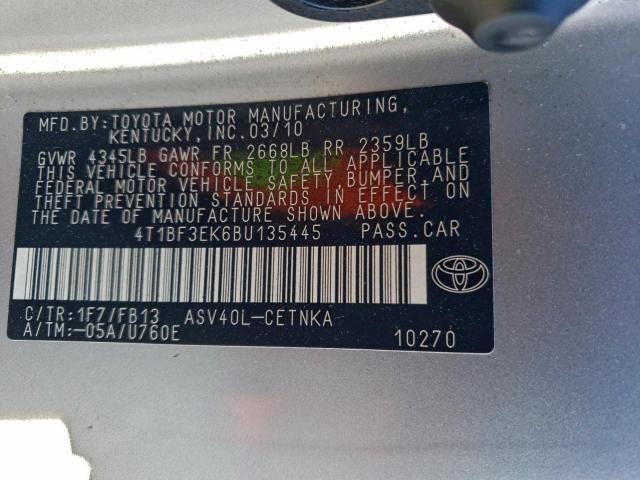 MFD.BY:TOYOTA MOTOR MANUFACTURING,
KENTUCKY, INC.03/10
GVWR 4345LB GAWR FR 2668LB RR 2359LB
THIS VEHICLE CONFORMS TO ALL APPLICABLE
FEDERAL MOTOR VEHICLE SAFETY, BUMPER AND
THEFT PREVENTION STANDARDS IN EFFECT ON
THE DATE OF MANUFACTURE SHOWN ABOVE.
4T1BF3EK6BU135445 PASS.CAR
C/TR:1F7/FB13 ASV40L-CETNKA
A/TM:-05A/U760E 10270